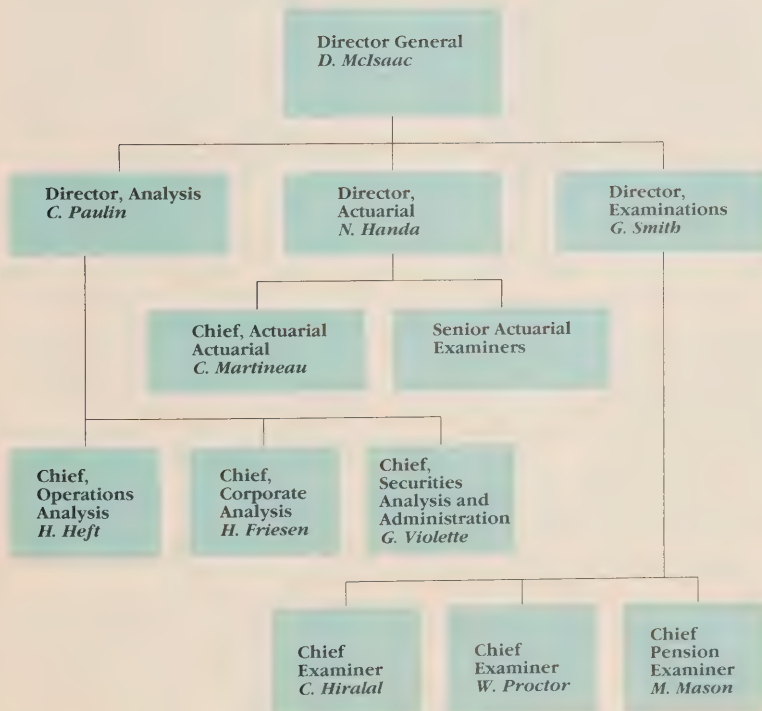 Director General
D. McIsaac
Director, Analysis
C. Paulin
Director,
Actuarial
N. Handa
Director,
Examinations
G. Smith
Chief, Actuarial
Actuarial
C. Martineau
Senior Actuarial
Examiners
Chief,
Operations
Analysis
H. Heft
Chief,
Corporate
Analysis
H. Friesen
Chief,
Securities
Analysis and
Administration
G. Violette
Chief
Examiner
C. Hiralal
Chief
Examiner
W. Proctor
Chief
Pension
Examiner
M. Mason